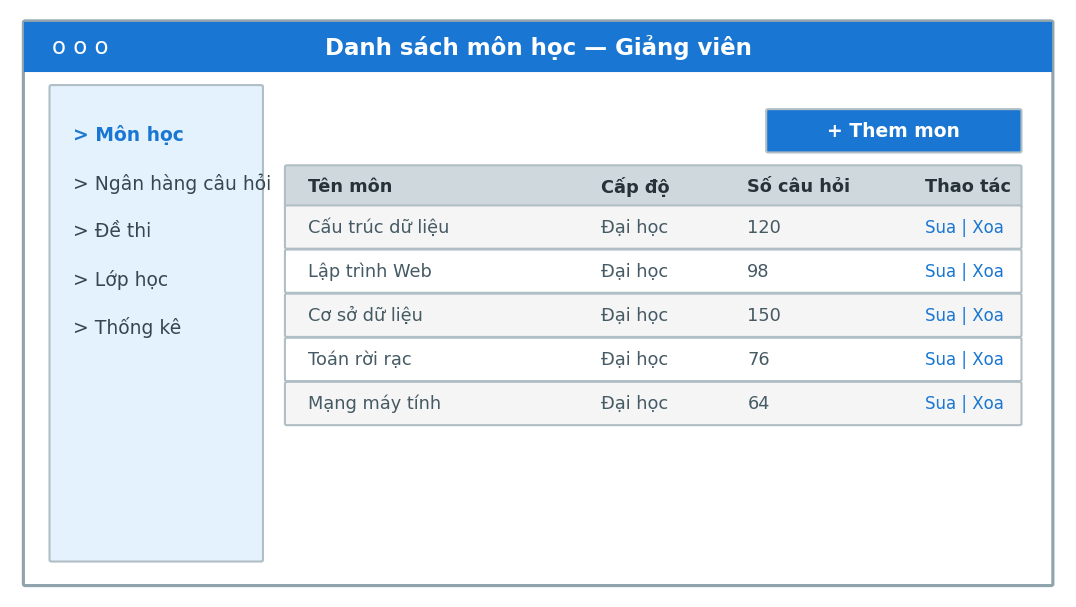 o o o
Danh sách môn học — Giảng viên
> Môn học
> Ngân hàng câu hỏi
> Đề thi
> Lớp học
> Thống kê
+ Them mon
Tên môn Cấp độ Số câu hỏi Thao tác
Cấu trúc dữ liệu Đại học 120 Sua | Xoa
Lập trình Web Đại học 98 Sua | Xoa
Cơ sở dữ liệu Đại học 150 Sua | Xoa
Toán rời rạc Đại học 76 Sua | Xoa
Mạng máy tính Đại học 64 Sua | Xoa